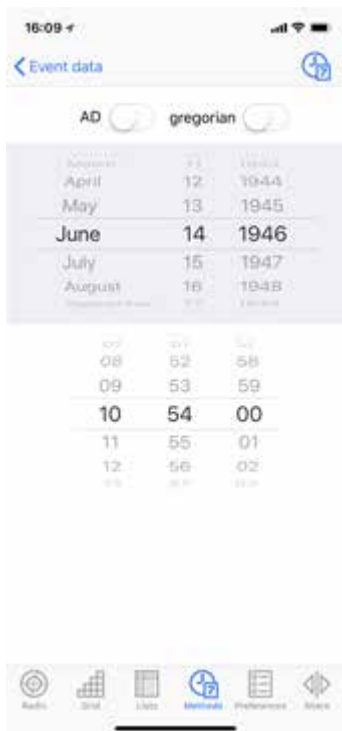 16:09
Event data
AD gregorian
April 12 1944
May 13 1945
June 14 1946
July 15 1947
August 16 1948
08 52 58
09 53 59
10 54 00
11 55 01
12 56 02
Radix Grid Lists Methods Preferences Share